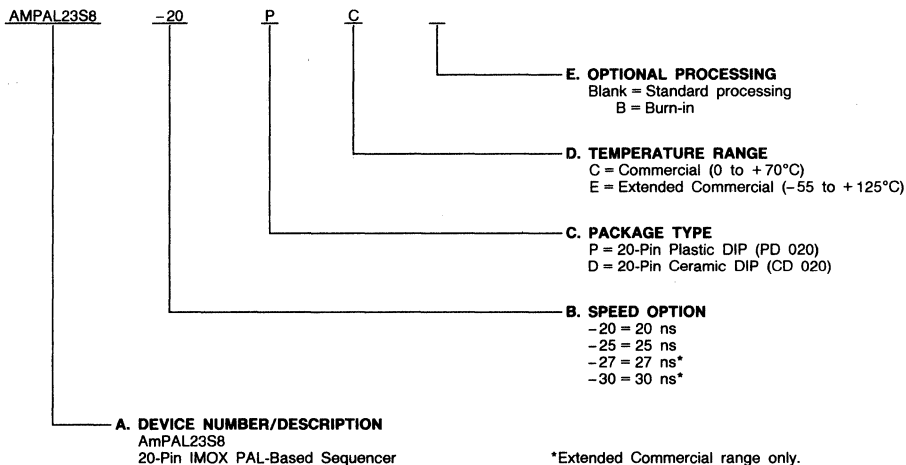 AMPAL23S8 -20 P C
E. OPTIONAL PROCESSING
Blank = Standard processing
B = Burn-in
D. TEMPERATURE RANGE
C = Commercial (0 to +70°C)
E = Extended Commercial (-55 to +125°C)
C. PACKAGE TYPE
P = 20-Pin Plastic DIP (PD 020)
D = 20-Pin Ceramic DIP (CD 020)
B. SPEED OPTION
-20 = 20 ns
-25 = 25 ns
-27 = 27 ns*
-30 = 30 ns*
A. DEVICE NUMBER/DESCRIPTION
AmPAL23S8
20-Pin IMOX PAL-Based Sequencer
*Extended Commercial range only.